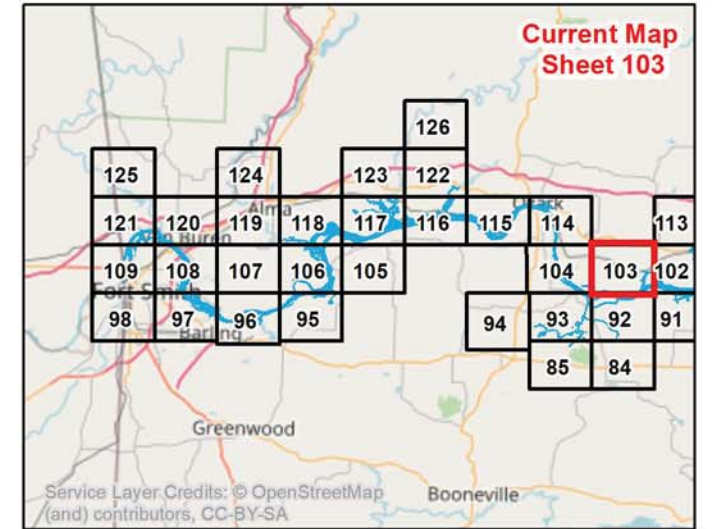 Current Map
Sheet 103
126
125 124 123 122
121 120 119 118 117 116 115 114 113
Alma
Ozark
Van Buren
109 108 107 106 105 104 103 102
Fort Smith
98 97 96 95 94 93 92 91
Barling
85 84
Greenwood
Booneville
Service Layer Credits: © OpenStreetMap
(and) contributors, CC-BY-SA